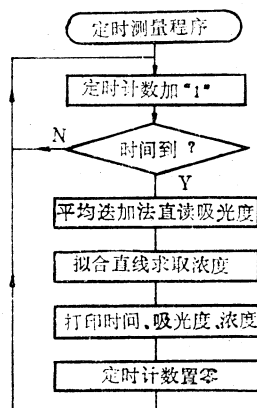 定时测量程序
定时计数加"1"
N
时间到?
Y
平均迭加法直读吸光度
拟合直线求取浓度
打印时间、吸光度、浓度
定时计数置零